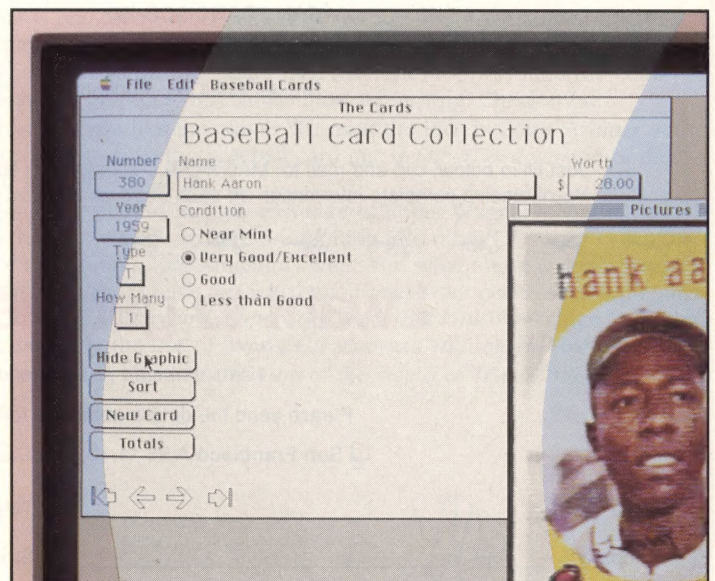 File Edit Baseball Cards
The Cards
BaseBall Card Collection
Number Name Worth
380 Hank Aaron $ 28.00
Year Condition
1959
Near Mint
Type
Very Good/Excellent
T
Good
How Many
Less than Good
1
Pictures
hank aa
Hide Graphic
Sort
New Card
Totals